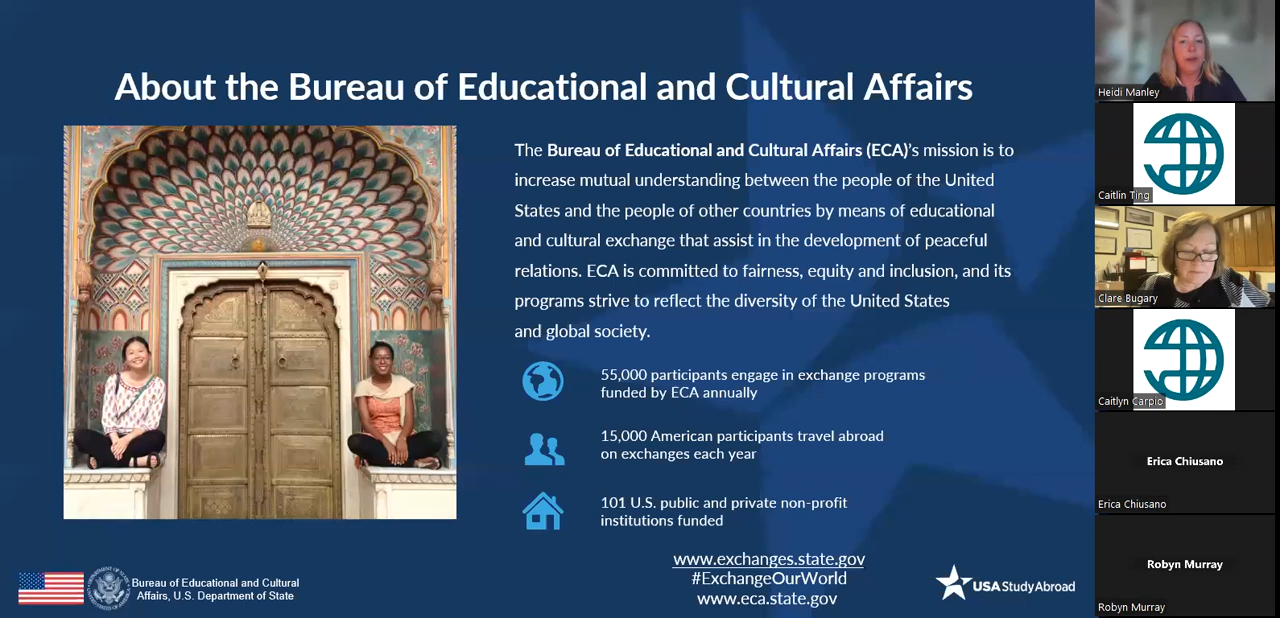 About the Bureau of Educational and Cultural Affairs
The Bureau of Educational and Cultural Affairs (ECA)'s mission is to
increase mutual understanding between the people of the United
States and the people of other countries by means of educational
and cultural exchange that assist in the development of peaceful
relations. ECA is committed to fairness, equity and inclusion, and its
programs strive to reflect the diversity of the United States
and global society.
55,000 participants engage in exchange programs
funded by ECA annually
15,000 American participants travel abroad
on exchanges each year
101 U.S. public and private non-profit
institutions funded
www.exchanges.state.gov
#ExchangeOurWorld
www.eca.state.gov
Bureau of Educational and Cultural
Affairs, U.S. Department of State
USAStudyAbroad
Heidi Manley
Caitlin Ting
Clare Bugary
Caitlyn Carpio
Erica Chiusano
Erica Chiusano
Robyn Murray
Robyn Murray